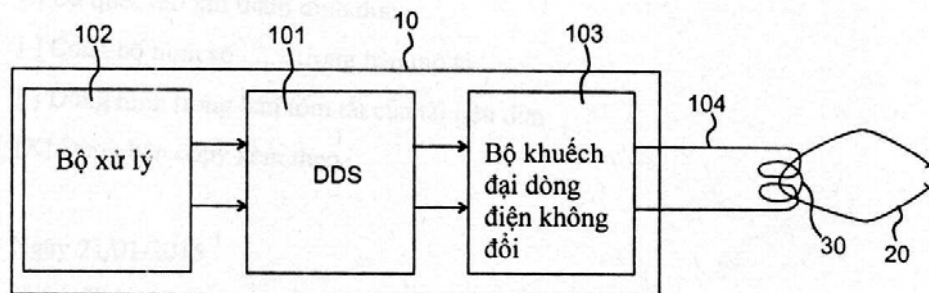 102
101
10
103
104
Bộ xử lý
DDS
Bộ khuếch
đại dòng
điện không
đổi
30
20